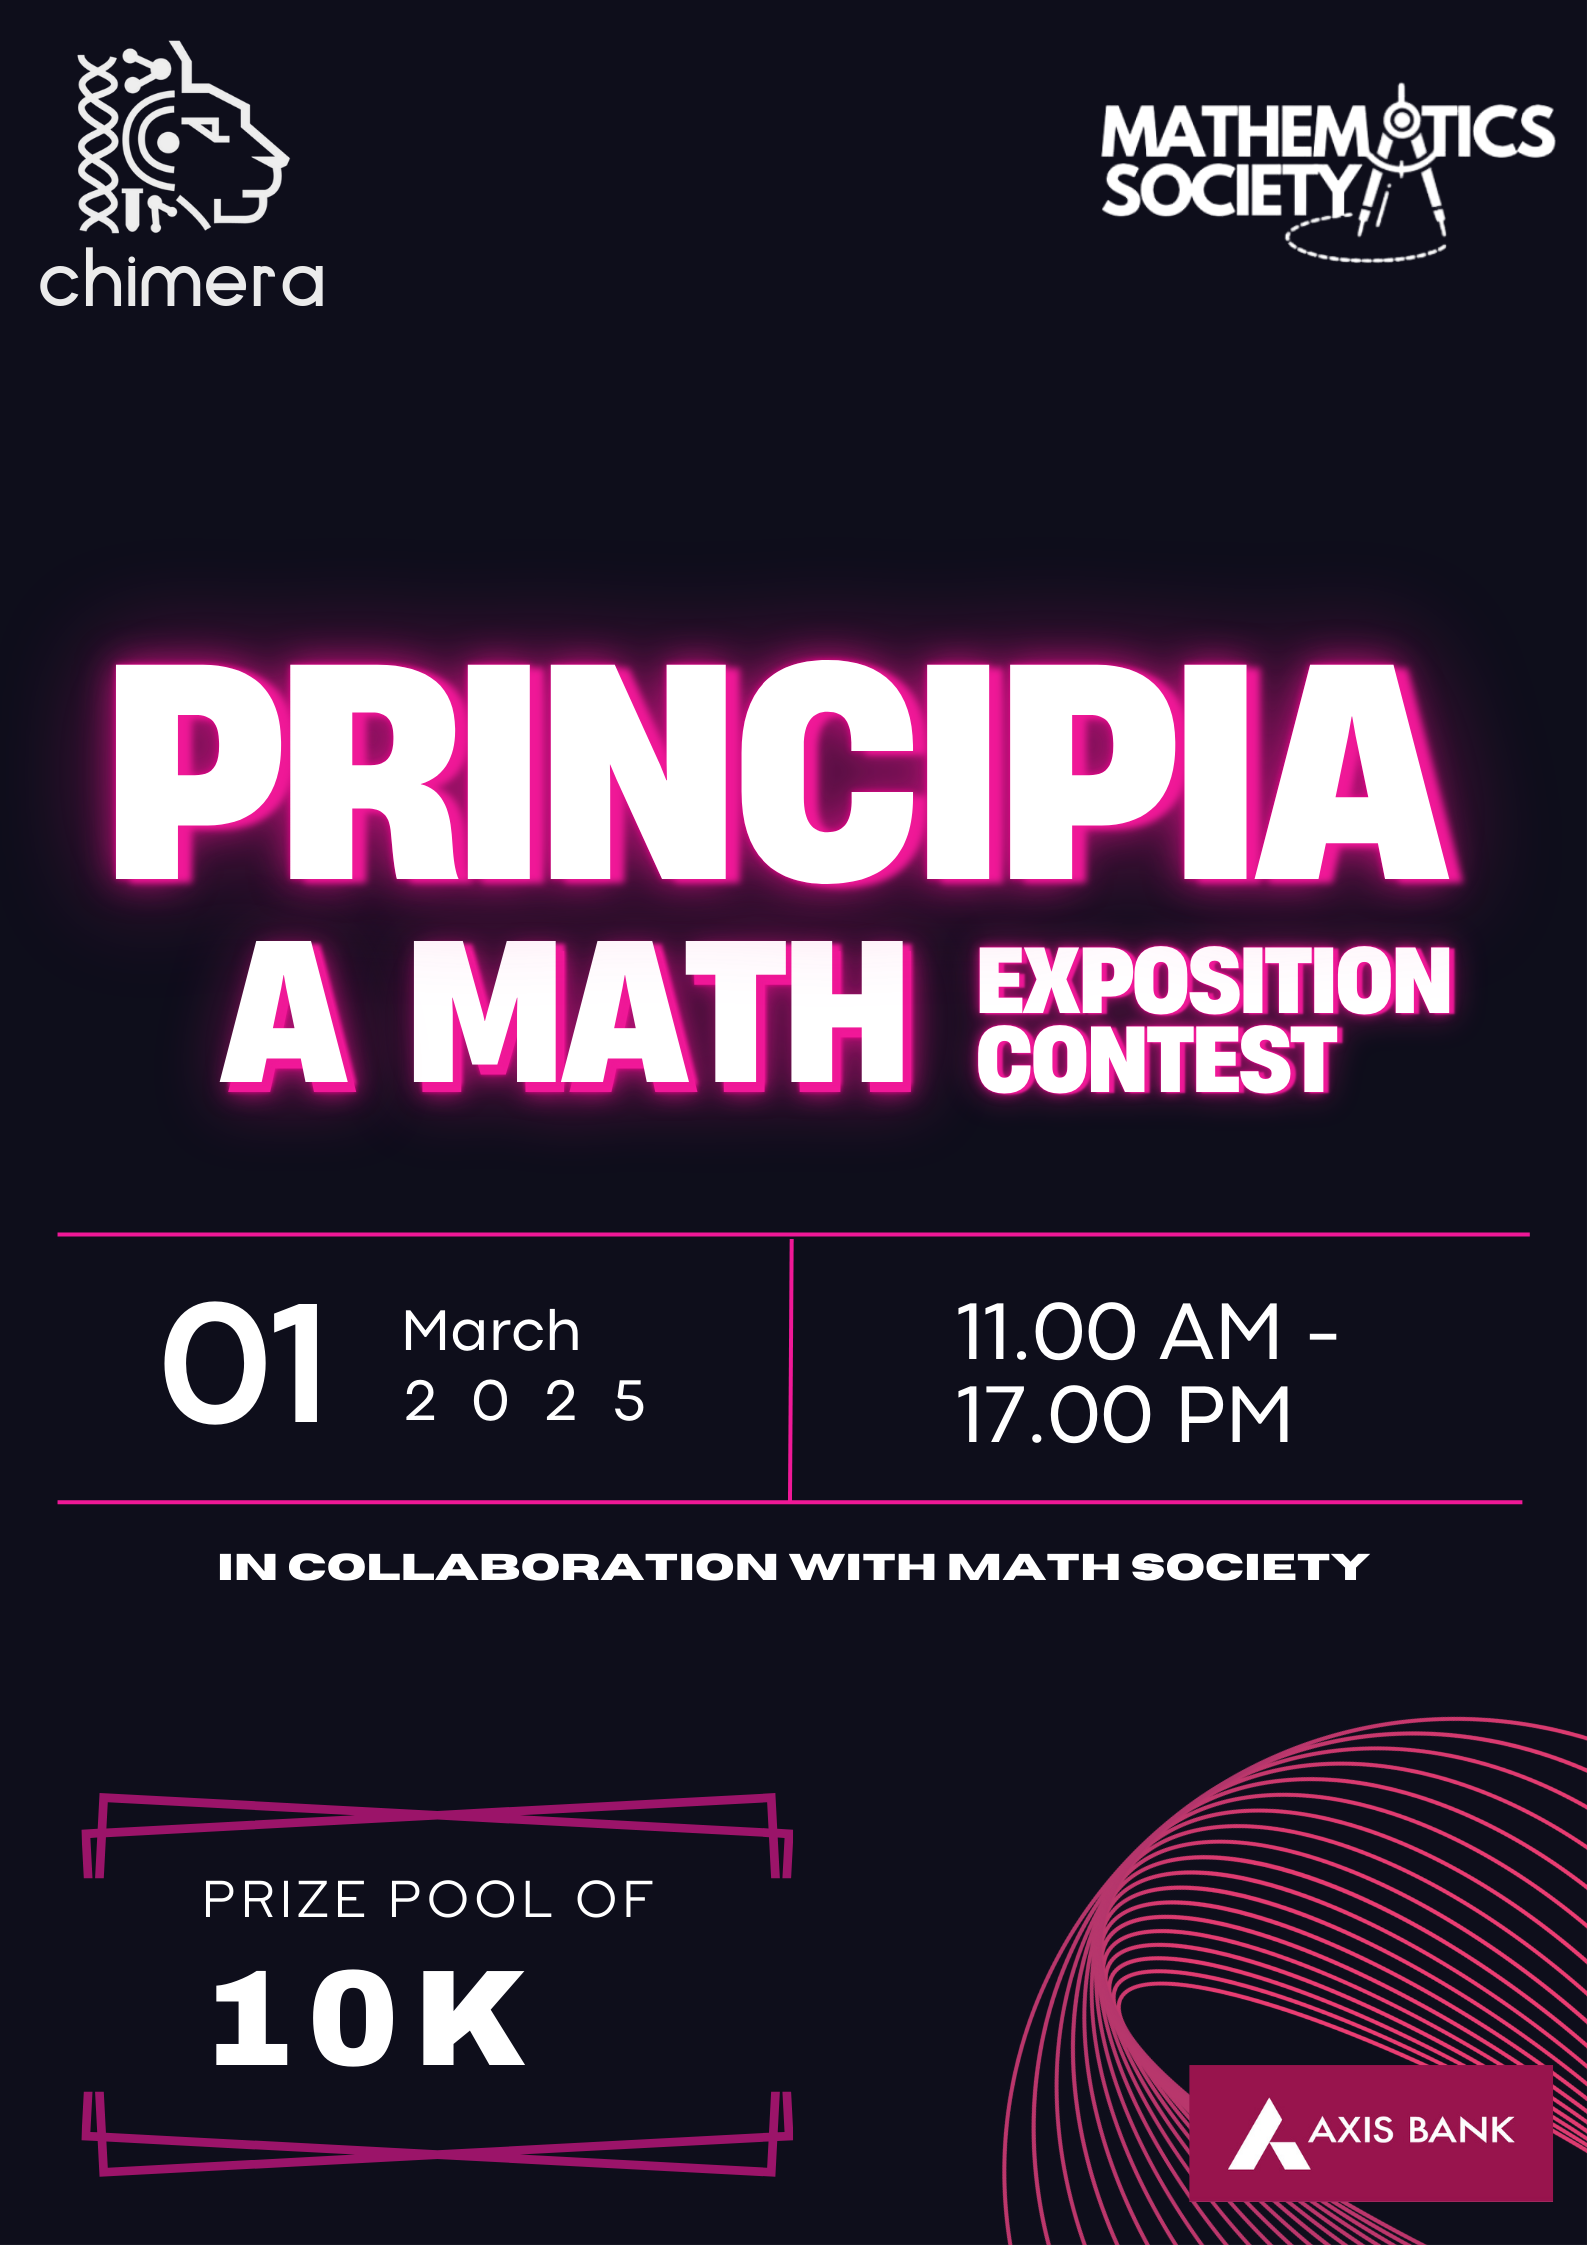 chimera
MATHEMATICS
SOCIETY
PRINCIPIA
A MATH
EXPOSITION
CONTEST
01
March
2 0 2 5
11.00 AM -
17.00 PM
IN COLLABORATION WITH MATH SOCIETY
PRIZE POOL OF
10K
AXIS BANK